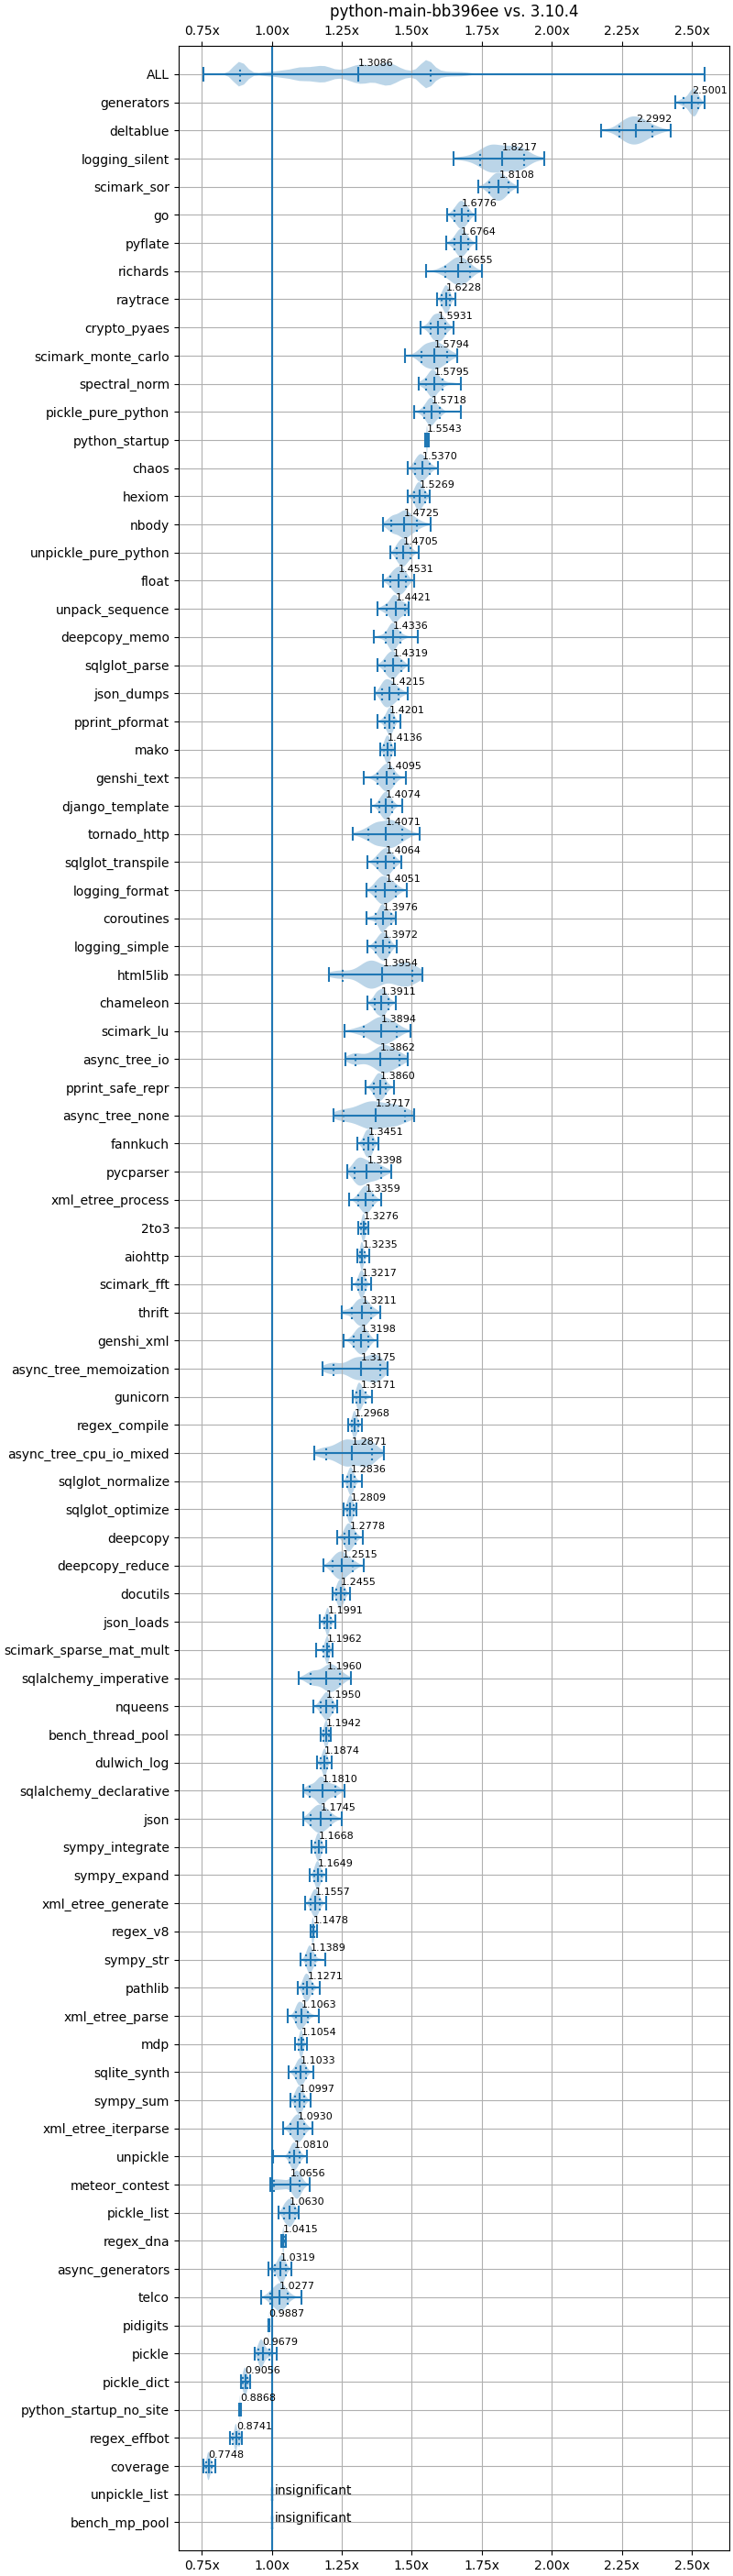 python-main-bb396ee vs. 3.10.4
0.75x 1.00x 1.25x 1.50x 1.75x 2.00x 2.25x 2.50x
ALL 1.3086
generators 2.5001
deltablue 2.2992
logging_silent 1.8217
scimark_sor 1.8108
go 1.6776
pyflate 1.6764
richards 1.6655
raytrace 1.6228
crypto_pyaes 1.5931
scimark_monte_carlo 1.5794
spectral_norm 1.5795
pickle_pure_python 1.5718
python_startup 1.5543
chaos 1.5370
hexiom 1.5269
nbody 1.4725
unpickle_pure_python 1.4705
float 1.4531
unpack_sequence 1.4421
deepcopy_memo 1.4336
sqlglot_parse 1.4319
json_dumps 1.4215
pprint_pformat 1.4201
mako 1.4136
genshi_text 1.4095
django_template 1.4074
tornado_http 1.4071
sqlglot_transpile 1.4064
logging_format 1.4051
coroutines 1.3976
logging_simple 1.3972
html5lib 1.3954
chameleon 1.3911
scimark_lu 1.3894
async_tree_io 1.3862
pprint_safe_repr 1.3860
async_tree_none 1.3717
fannkuch 1.3451
pycparser 1.3398
xml_etree_process 1.3359
2to3 1.3276
aiohttp 1.3235
scimark_fft 1.3217
thrift 1.3211
genshi_xml 1.3198
async_tree_memoization 1.3175
gunicorn 1.3171
regex_compile 1.2968
async_tree_cpu_io_mixed 1.2871
sqlglot_normalize 1.2836
sqlglot_optimize 1.2809
deepcopy 1.2778
deepcopy_reduce 1.2515
docutils 1.2455
json_loads 1.1991
scimark_sparse_mat_mult 1.1962
sqlalchemy_imperative 1.1960
nqueens 1.1950
bench_thread_pool 1.1942
dulwich_log 1.1874
sqlalchemy_declarative 1.1810
json 1.1745
sympy_integrate 1.1668
sympy_expand 1.1649
xml_etree_generate 1.1557
regex_v8 1.1478
sympy_str 1.1389
pathlib 1.1271
xml_etree_parse 1.1063
mdp 1.1054
sqlite_synth 1.1033
sympy_sum 1.0997
xml_etree_iterparse 1.0930
unpickle 1.0810
meteor_contest 1.0656
pickle_list 1.0630
regex_dna 1.0415
async_generators 1.0319
telco 1.0277
pidigits 0.9887
pickle 0.9679
pickle_dict 0.9056
python_startup_no_site 0.8868
regex_effbot 0.8741
coverage 0.7748
unpickle_list insignificant
bench_mp_pool insignificant
0.75x 1.00x 1.25x 1.50x 1.75x 2.00x 2.25x 2.50x